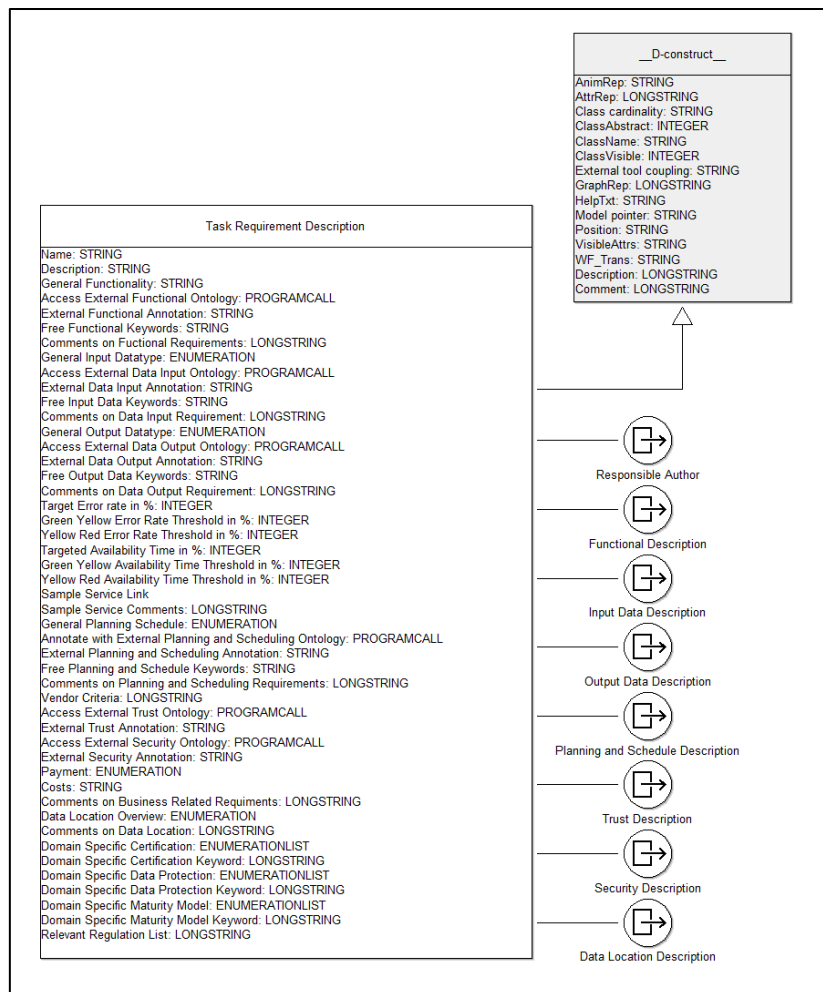 __D-construct__
AnimRep: STRING
AttrRep: LONGSTRING
Class cardinality: STRING
ClassAbstract: INTEGER
ClassName: STRING
ClassVisible: INTEGER
External tool coupling: STRING
GraphRep: LONGSTRING
HelpTxt: STRING
Model pointer: STRING
Position: STRING
VisibleAttrs: STRING
WF_Trans: STRING
Description: LONGSTRING
Comment: LONGSTRING
Task Requirement Description
Name: STRING
Description: STRING
General Functionality: STRING
Access External Functional Ontology: PROGRAMCALL
External Functional Annotation: STRING
Free Functional Keywords: STRING
Comments on Fuctional Requirements: LONGSTRING
General Input Datatype: ENUMERATION
Access External Data Input Ontology: PROGRAMCALL
External Data Input Annotation: STRING
Free Input Data Keywords: STRING
Comments on Data Input Requirement: LONGSTRING
General Output Datatype: ENUMERATION
Access External Data Output Ontology: PROGRAMCALL
External Data Output Annotation: STRING
Free Output Data Keywords: STRING
Comments on Data Output Requirement: LONGSTRING
Target Error rate in %: INTEGER
Green Yellow Error Rate Threshold in %: INTEGER
Yellow Red Error Rate Threshold in %: INTEGER
Targeted Availability Time in %: INTEGER
Green Yellow Availability Time Threshold in %: INTEGER
Yellow Red Availability Time Threshold in %: INTEGER
Sample Service Link
Sample Service Comments: LONGSTRING
General Planning Schedule: ENUMERATION
Annotate with External Planning and Scheduling Ontology: PROGRAMCALL
External Planning and Scheduling Annotation: STRING
Free Planning and Schedule Keywords: STRING
Comments on Planning and Scheduling Requirements: LONGSTRING
Vendor Criteria: LONGSTRING
Access External Trust Ontology: PROGRAMCALL
External Trust Annotation: STRING
Access External Security Ontology: PROGRAMCALL
External Security Annotation: STRING
Payment: ENUMERATION
Costs: STRING
Comments on Business Related Requiments: LONGSTRING
Data Location Overview: ENUMERATION
Comments on Data Location: LONGSTRING
Domain Specific Certification: ENUMERATIONLIST
Domain Specific Certification Keyword: LONGSTRING
Domain Specific Data Protection: ENUMERATIONLIST
Domain Specific Data Protection Keyword: LONGSTRING
Domain Specific Maturity Model: ENUMERATIONLIST
Domain Specific Maturity Model Keyword: LONGSTRING
Relevant Regulation List: LONGSTRING
Responsible Author
Functional Description
Input Data Description
Output Data Description
Planning and Schedule Description
Trust Description
Security Description
Data Location Description